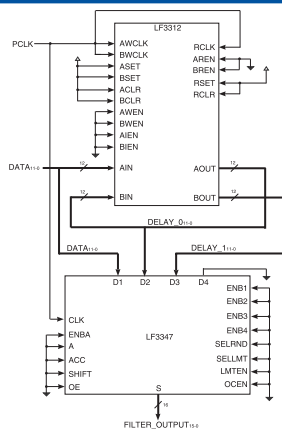 LF3312
PCLK
AWCLK
BWCLK
ASET
BSET
ACLR
BCLR
AWEN
BWEN
AIEN
BIEN
RCLK
AREN
BREN
RSET
RCLR
DATA11-0
12
AIN
AOUT
12
12
BIN
BOUT
12
DELAY_011-0
DATA11-0
DELAY_111-0
D1
D2
D3
D4
CLK
ENBA
A
ACC
SHIFT
OE
LF3347
ENB1
ENB2
ENB3
ENB4
SELRND
SELLMT
LMTEN
OCEN
S
16
FILTER_OUTPUT15-0